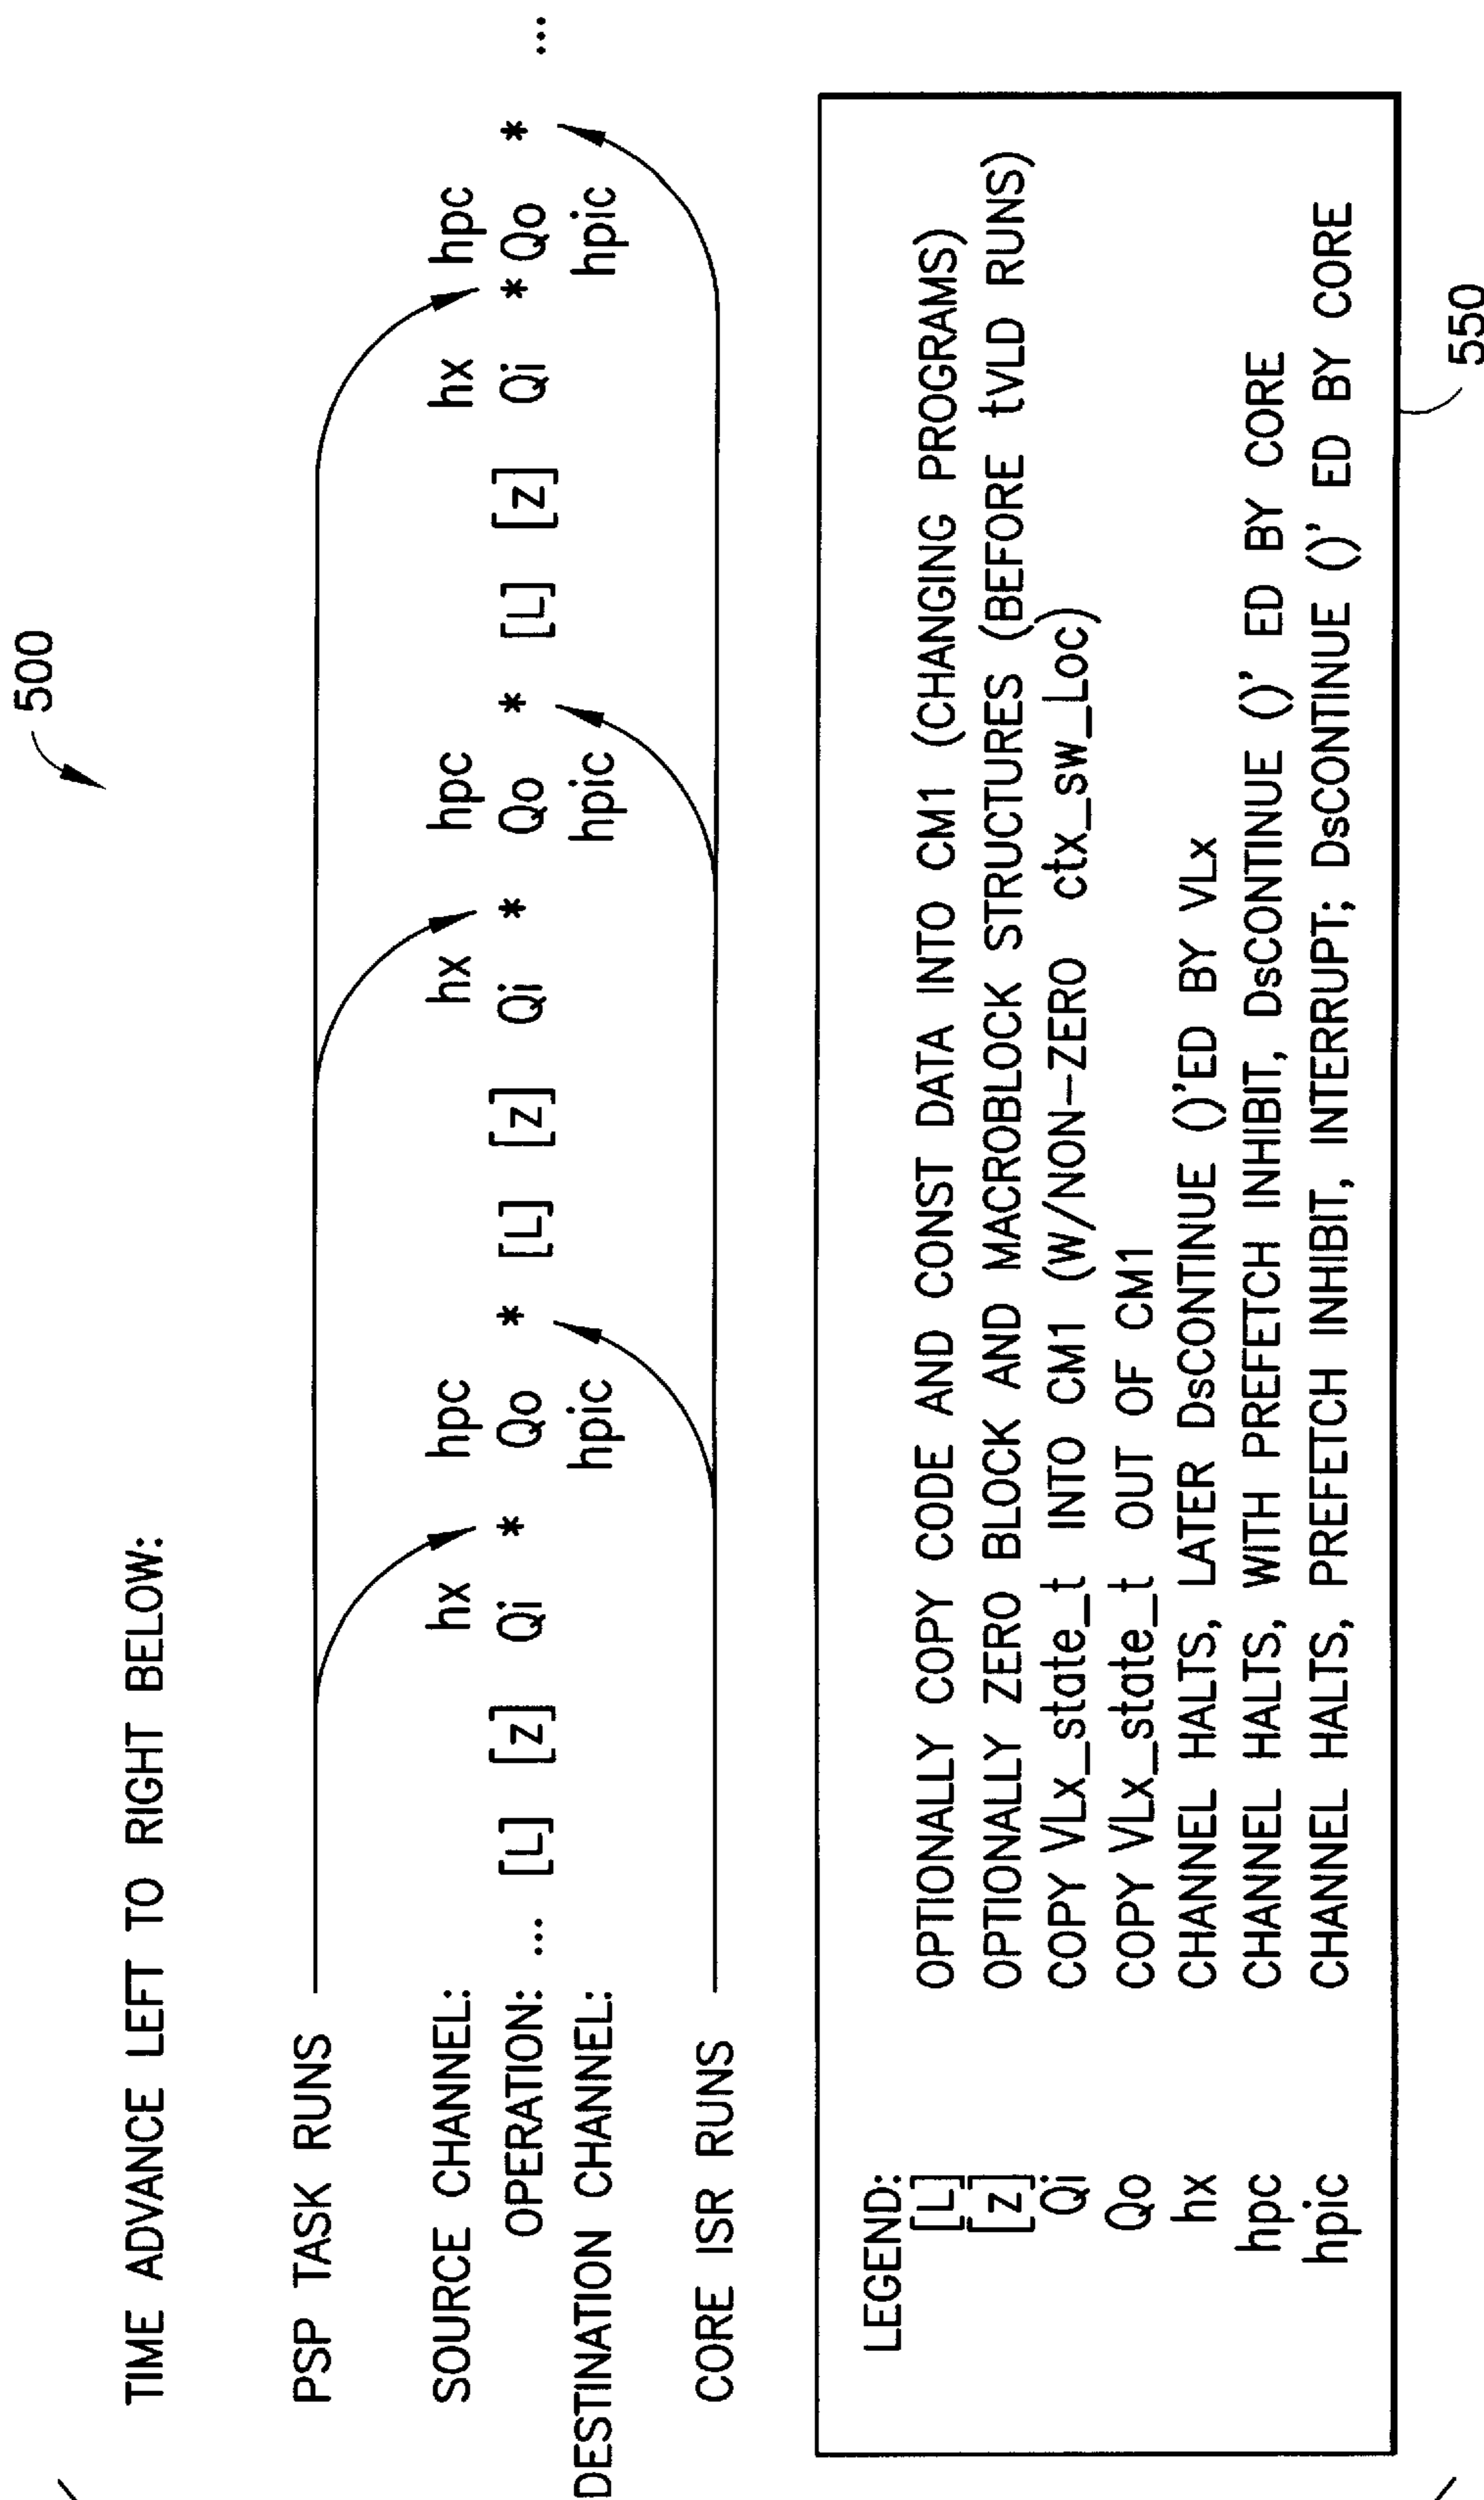 500
TIME ADVANCE LEFT TO RIGHT BELOW:
PSP TASK RUNS
hx hpc hx hpc hx hpc
SOURCE CHANNEL:
OPERATION: ... [L] [z] Qi * Qo * [L] [z] Qi * Qo * [L] [z] Qi * Qo * ...
DESTINATION CHANNEL: hpic hpic hpic
CORE ISR RUNS
LEGEND:
[L] OPTIONALLY COPY CODE AND CONST DATA INTO CM1 (CHANGING PROGRAMS)
[z] OPTIONALLY ZERO BLOCK AND MACROBLOCK STRUCTURES (BEFORE tVLD RUNS)
Qi COPY VLx_state_t INTO CM1 (W/NON-ZERO ctx_sw_Loc)
Qo COPY VLx_state_t OUT OF CM1
hx CHANNEL HALTS, LATER DsCONTINUE ()'ED BY VLx
hpc CHANNEL HALTS, WITH PREFETCH INHIBIT, DsCONTINUE ()' ED BY CORE
hpic CHANNEL HALTS, PREFETCH INHIBIT, INTERRUPT; DsCONTINUE ()' ED BY CORE
550